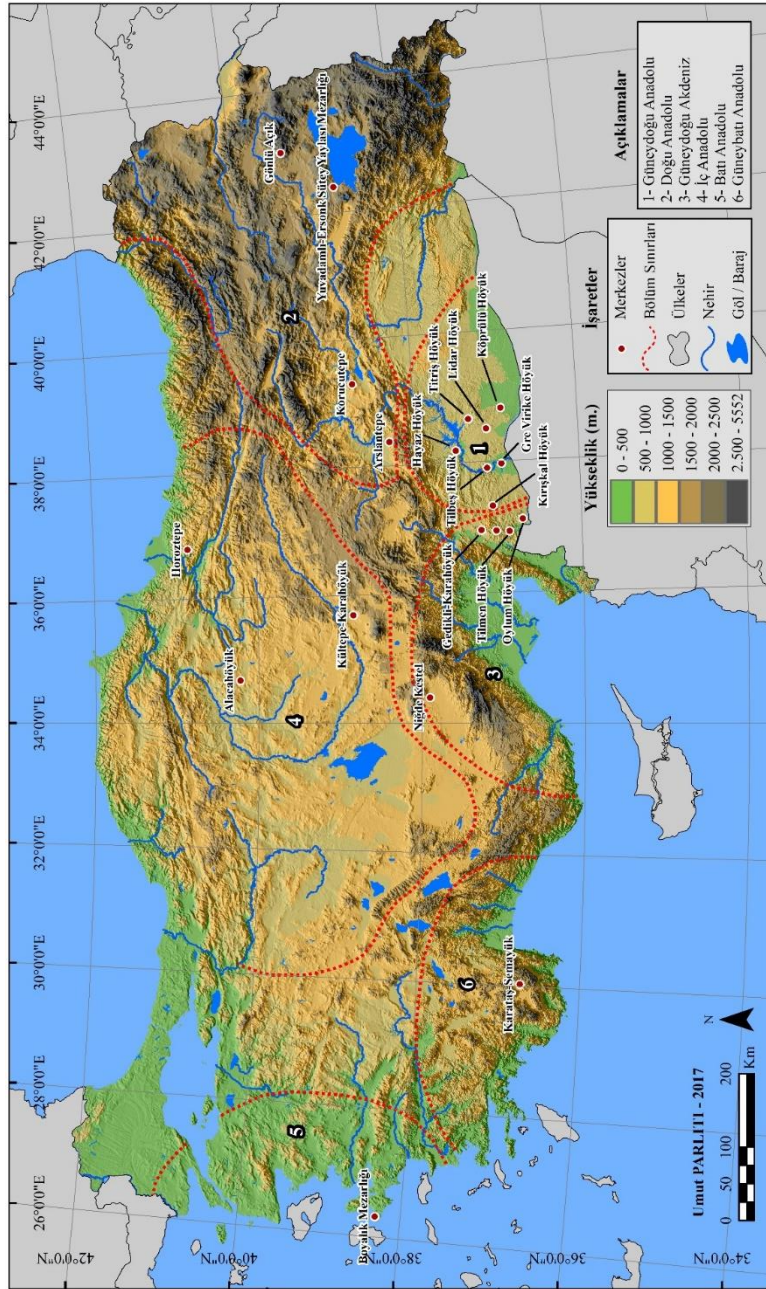 26°0'0"E
28°0'0"E
30°0'0"E
32°0'0"E
34°0'0"E
36°0'0"E
38°0'0"E
40°0'0"E
42°0'0"E
44°0'0"E
42°0'0"N
40°0'0"N
38°0'0"N
36°0'0"N
34°0'0"N
Horoztepe
Alacahöyük
Gönlü Açık
Kültepe-Karahöyük
Korucutepe
Yuvadamlı-Ersonk Sütey Yaylası Mezarlığı
Boyalık Mezarlığı
Arslantepe
Niğde Kestel
Hayaz Höyük
Titriş Höyük
Lidar Höyük
Köprülü Höyük
Tilbeş Höyük
Gedikli-Karahöyük
Tilmen Höyük
Oylum Höyük
Gre Virike Höyük
Kırışkal Höyük
Karataş-Semayük
1
2
3
4
5
6
Umut PARLITI - 2017
0 50 100 200
Km
N
Yükseklik (m.)
0 - 500
500 - 1000
1000 - 1500
1500 - 2000
2000 - 2500
2.500 - 5552
İşaretler
Merkezler
Bölüm Sınırları
Ülkeler
Nehir
Göl / Baraj
Açıklamalar
1- Güneydoğu Anadolu
2- Doğu Anadolu
3- Güneydoğu Akdeniz
4- İç Anadolu
5- Batı Anadolu
6- Güneybatı Anadolu